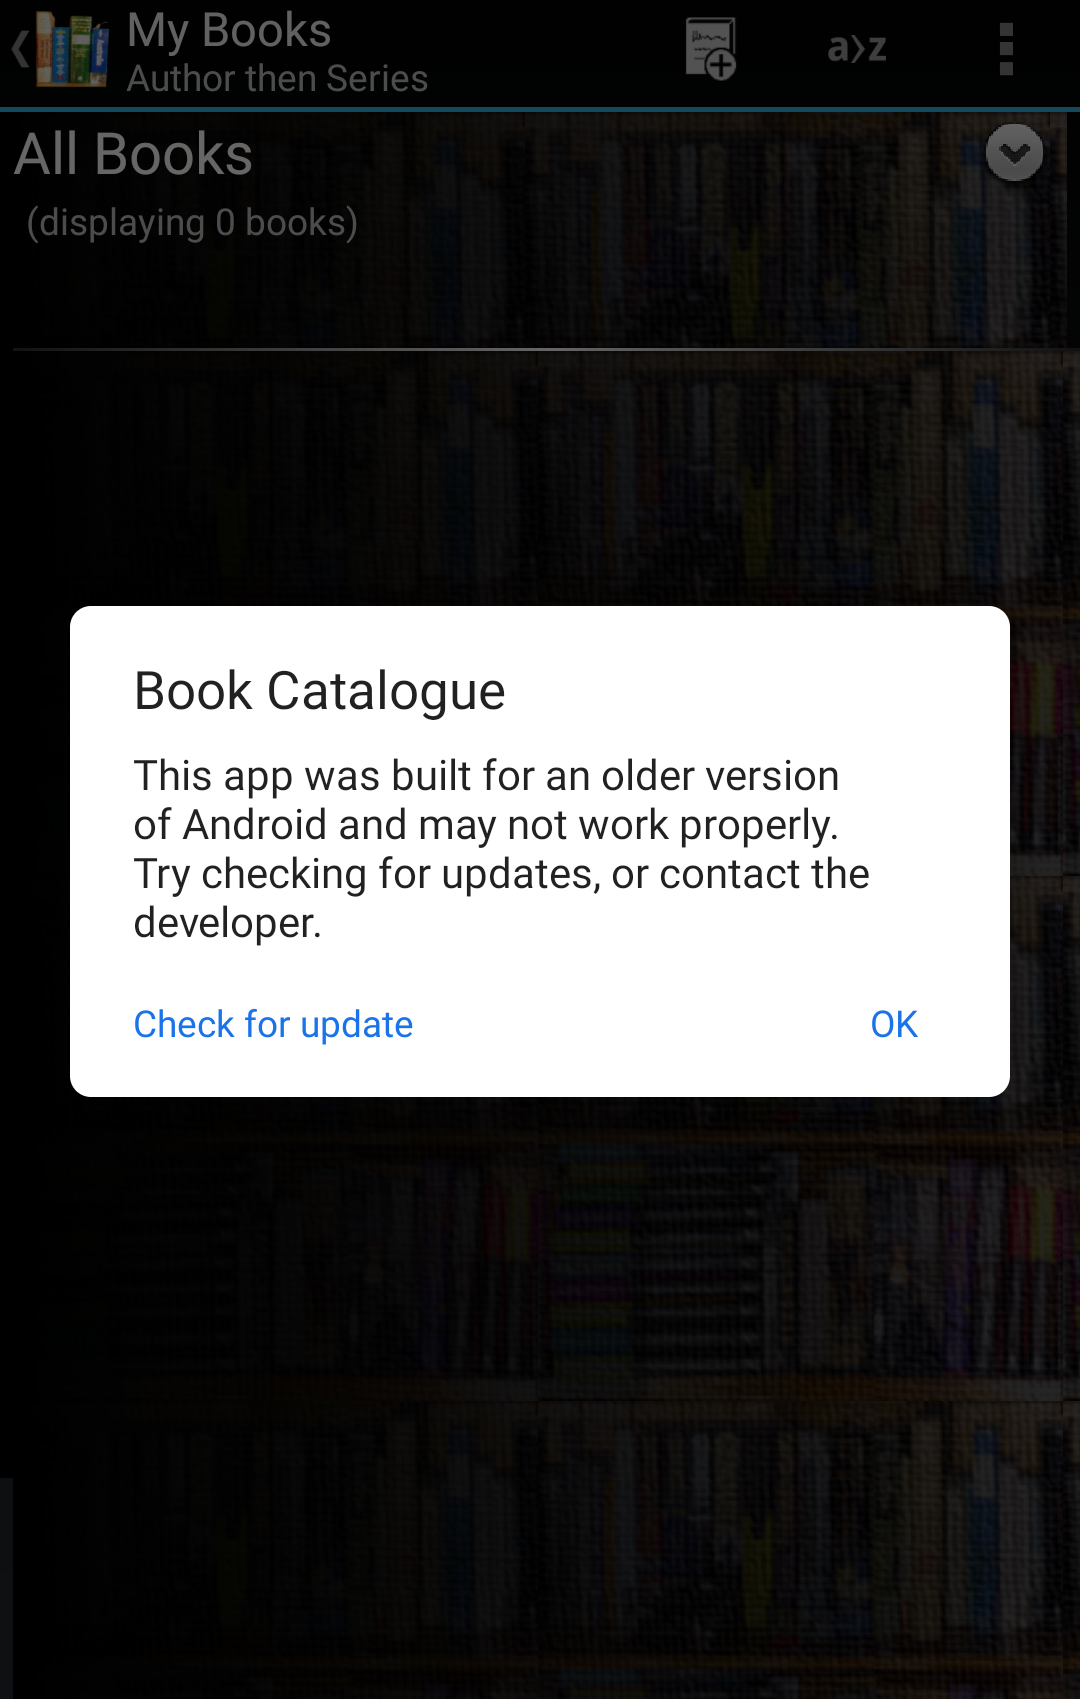 My Books
Author then Series
a›z
All Books
(displaying 0 books)
Book Catalogue
This app was built for an older version
of Android and may not work properly.
Try checking for updates, or contact the
developer.
Check for update
OK